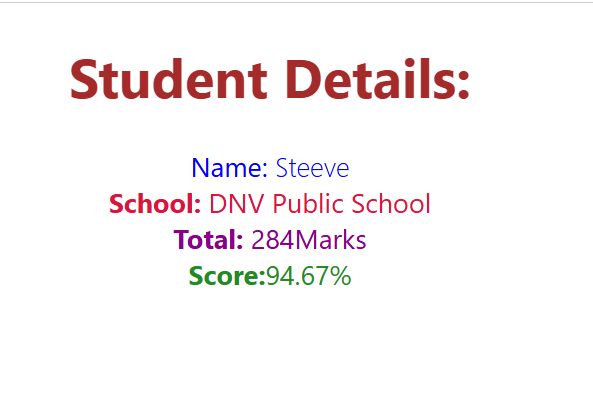 Student Details:
Name: Steeve
School: DNV Public School
Total: 284Marks
Score:94.67%